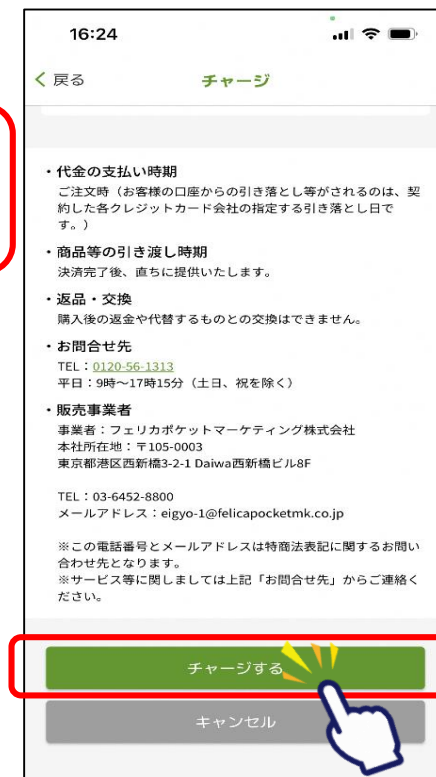 16:24
戻る
チャージ
・代金の支払い時期
ご注文時（お客様の口座からの引き落とし等がされるのは、契
約した各クレジットカード会社の指定する引き落とし日で
す。）
・商品等の引き渡し時期
決済完了後、直ちに提供いたします。
・返品・交換
購入後の返金や代替するものとの交換はできません。
・お問合せ先
TEL：0120-56-1313
平日：9時～17時15分（土日、祝を除く）
・販売事業者
事業者：フェリカポケットマーケティング株式会社
本社所在地：〒105-0003
東京都港区西新橋3-2-1 Daiwa西新橋ビル8F
TEL：03-6452-8800
メールアドレス：eigyo-1@felicapocketmk.co.jp
※この電話番号とメールアドレスは特商法表記に関するお問い
合わせ先となります。
※サービス等に関しましては上記「お問合せ先」からご連絡く
ださい。
チャージする
キャンセル